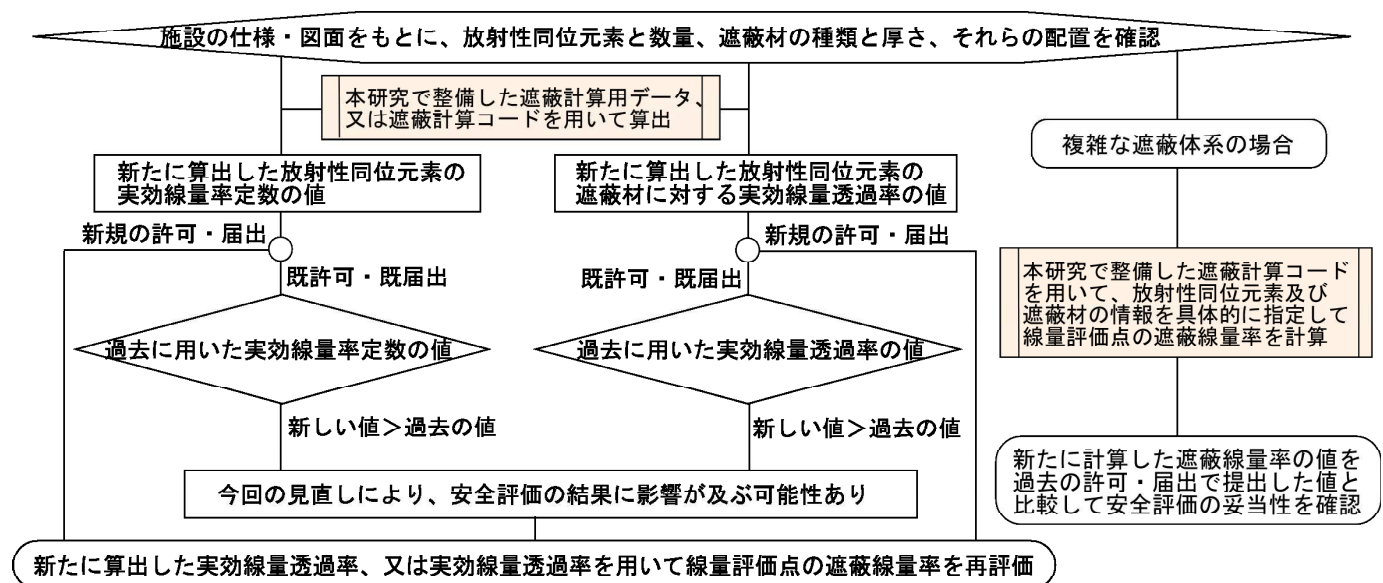 施設の仕様・図面をもとに、放射性同位元素と数量、遮蔽材の種類と厚さ、それらの配置を確認
本研究で整備した遮蔽計算用データ、
又は遮蔽計算コードを用いて算出
新たに算出した放射性同位元素の
実効線量率定数の値
新たに算出した放射性同位元素の
遮蔽材に対する実効線量透過率の値
新規の許可・届出
新規の許可・届出
既許可・既届出
既許可・既届出
過去に用いた実効線量率定数の値
過去に用いた実効線量透過率の値
新しい値＞過去の値
新しい値＞過去の値
今回の見直しにより、安全評価の結果に影響が及ぶ可能性あり
新たに算出した実効線量透過率、又は実効線量透過率を用いて線量評価点の遮蔽線量率を再評価
複雑な遮蔽体系の場合
本研究で整備した遮蔽計算コード
を用いて、放射性同位元素及び
遮蔽材の情報を具体的に指定して
線量評価点の遮蔽線量率を計算
新たに計算した遮蔽線量率の値を
過去の許可・届出で提出した値と
比較して安全評価の妥当性を確認